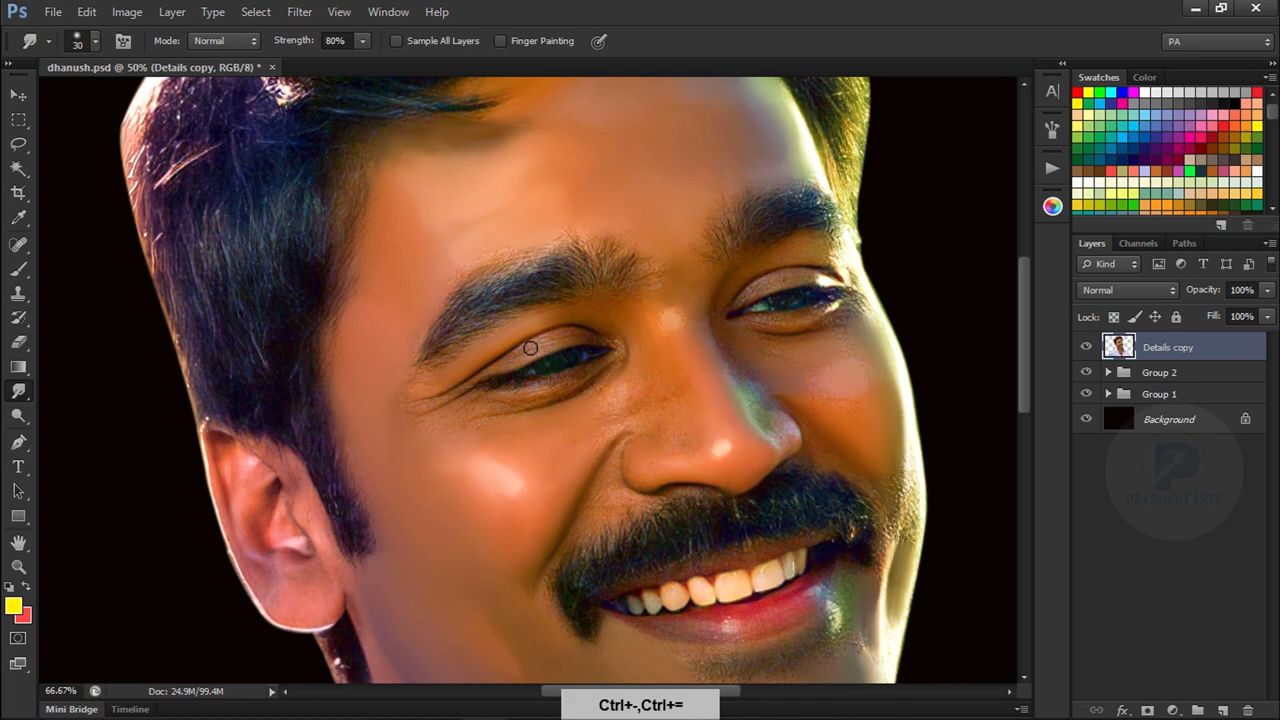 Ps File Edit Image Layer Type Select Filter View Window Help
30 Mode: Normal Strength: 80% Sample All Layers Finger Painting PA
dhanush.psd @ 50% (Details copy, RGB/8) *
Swatches Color
Layers Channels Paths
Kind
Normal Opacity: 100%
Lock: Fill: 100%
Details copy
Group 2
Group 1
Background
PRASHANT ARTS
66.67% Doc: 24.9M/99.4M
Ctrl+-,Ctrl+=
Mini Bridge Timeline